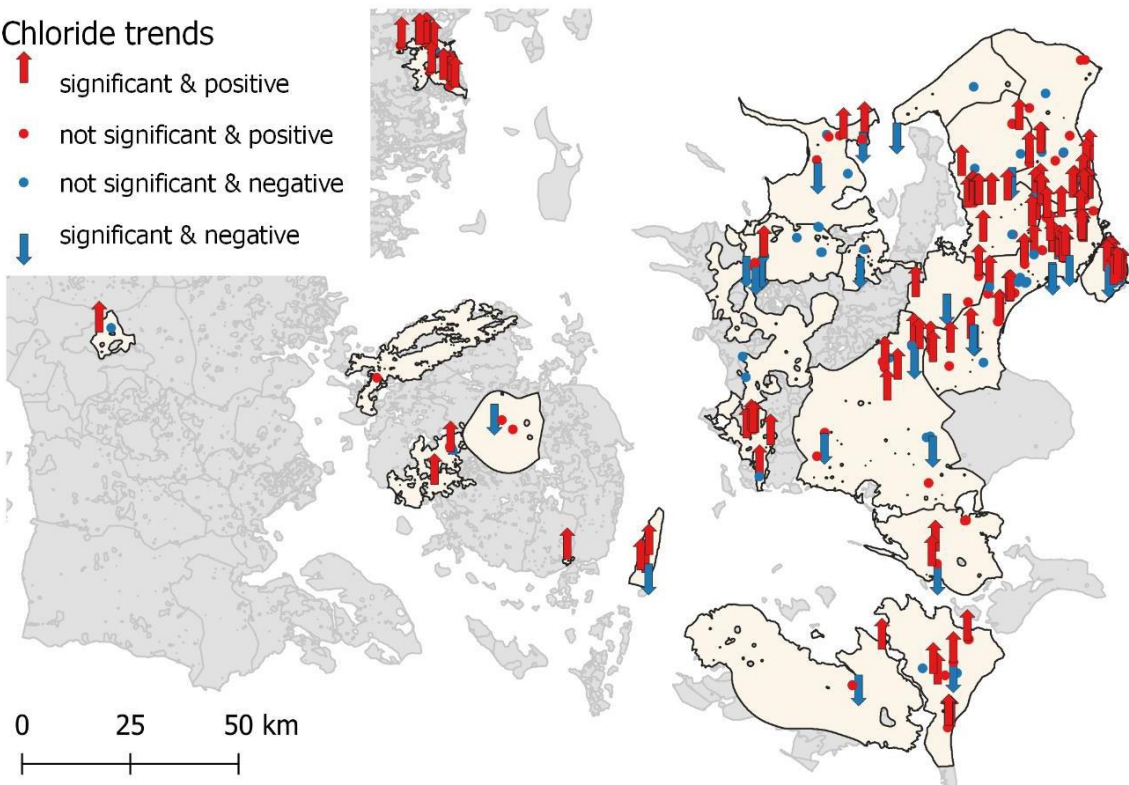 Chloride trends
significant & positive
not significant & positive
not significant & negative
significant & negative
0 25 50 km